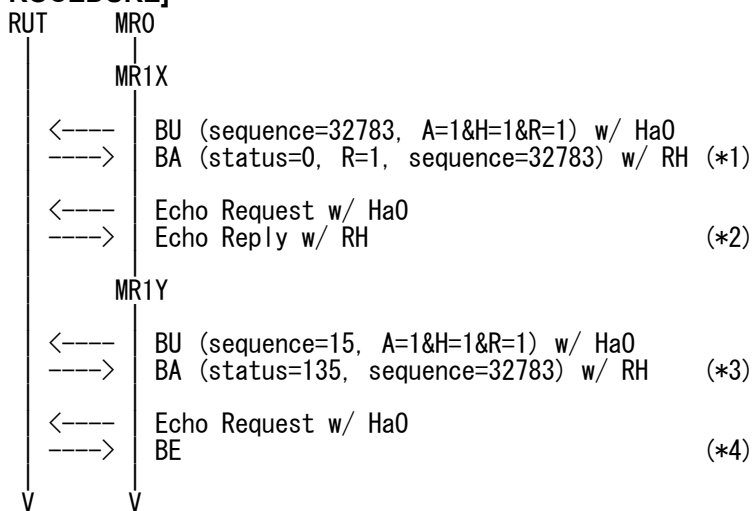 ROCEDURE]
RUT MR0
MR1X
<---- BU (sequence=32783, A=1&H=1&R=1) w/ HaO
----> BA (status=0, R=1, sequence=32783) w/ RH (*1)
<---- Echo Request w/ HaO
----> Echo Reply w/ RH (*2)
MR1Y
<---- BU (sequence=15, A=1&H=1&R=1) w/ HaO
----> BA (status=135, sequence=32783) w/ RH (*3)
<---- Echo Request w/ HaO
----> BE (*4)
V V